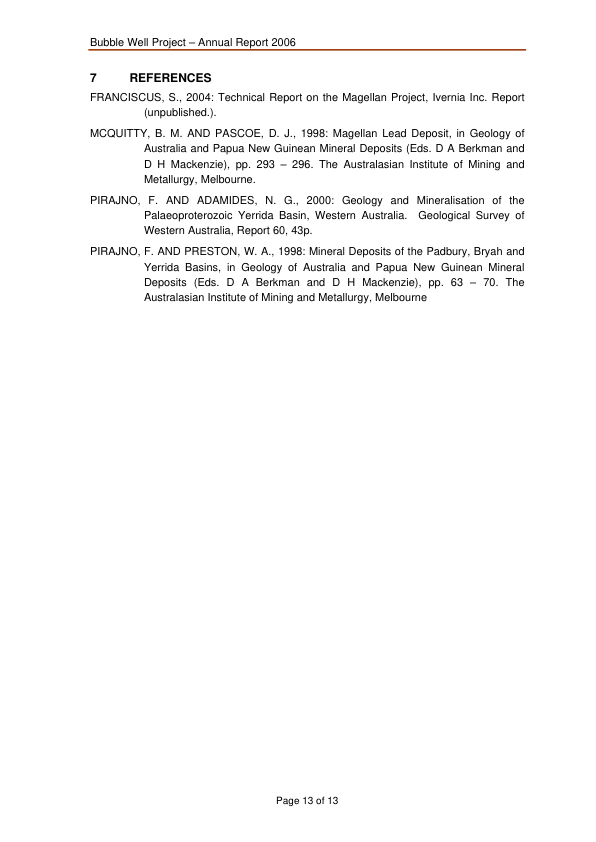 Bubble Well Project – Annual Report 2006
7 REFERENCES
FRANCISCUS, S., 2004: Technical Report on the Magellan Project, Ivernia Inc. Report
(unpublished.).
MCQUITTY, B. M. AND PASCOE, D. J., 1998: Magellan Lead Deposit, in Geology of
Australia and Papua New Guinean Mineral Deposits (Eds. D A Berkman and
D H Mackenzie), pp. 293 – 296. The Australasian Institute of Mining and
Metallurgy, Melbourne.
PIRAJNO, F. AND ADAMIDES, N. G., 2000: Geology and Mineralisation of the
Palaeoproterozoic Yerrida Basin, Western Australia. Geological Survey of
Western Australia, Report 60, 43p.
PIRAJNO, F. AND PRESTON, W. A., 1998: Mineral Deposits of the Padbury, Bryah and
Yerrida Basins, in Geology of Australia and Papua New Guinean Mineral
Deposits (Eds. D A Berkman and D H Mackenzie), pp. 63 – 70. The
Australasian Institute of Mining and Metallurgy, Melbourne
Page 13 of 13